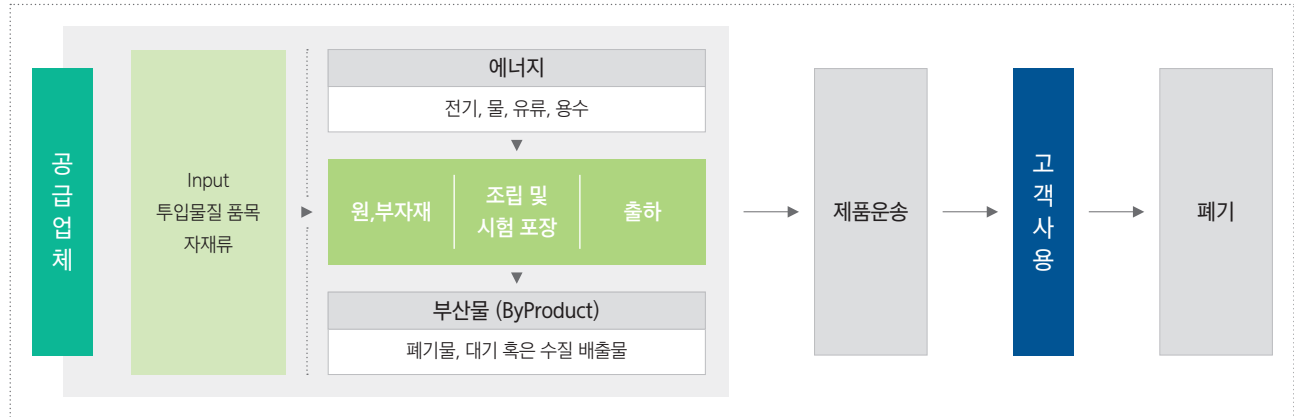 공급업체
Input
투입물질 품목
자재류
에너지
전기, 물, 유류, 용수
원,부자재
조립 및
시험 포장
출하
부산물 (ByProduct)
폐기물, 대기 혹은 수질 배출물
제품운송
고객사용
폐기